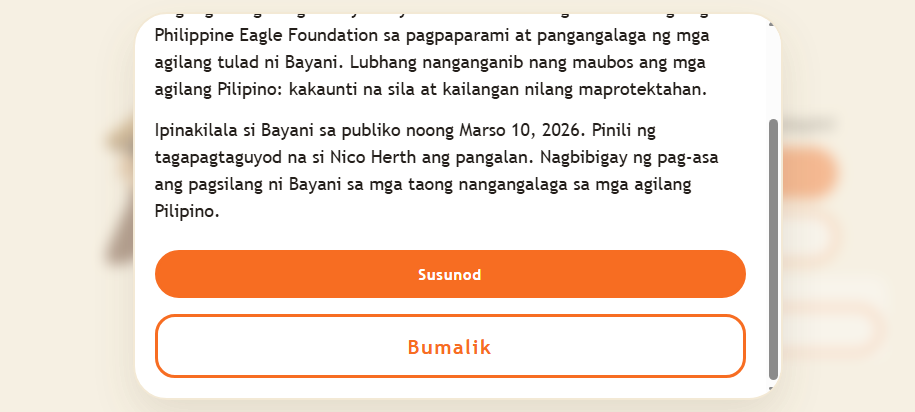 Philippine Eagle Foundation sa pagpaparami at pangangalaga ng mga
agilang tulad ni Bayani. Lubhang nanganganib nang maubos ang mga
agilang Pilipino: kakaunti na sila at kailangan nilang maprotektahan.
Ipinakilala si Bayani sa publiko noong Marso 10, 2026. Pinili ng
tagapagtaguyod na si Nico Herth ang pangalan. Nagbibigay ng pag-asa
ang pagsilang ni Bayani sa mga taong nangangalaga sa mga agilang
Pilipino.
Susunod
Bumalik